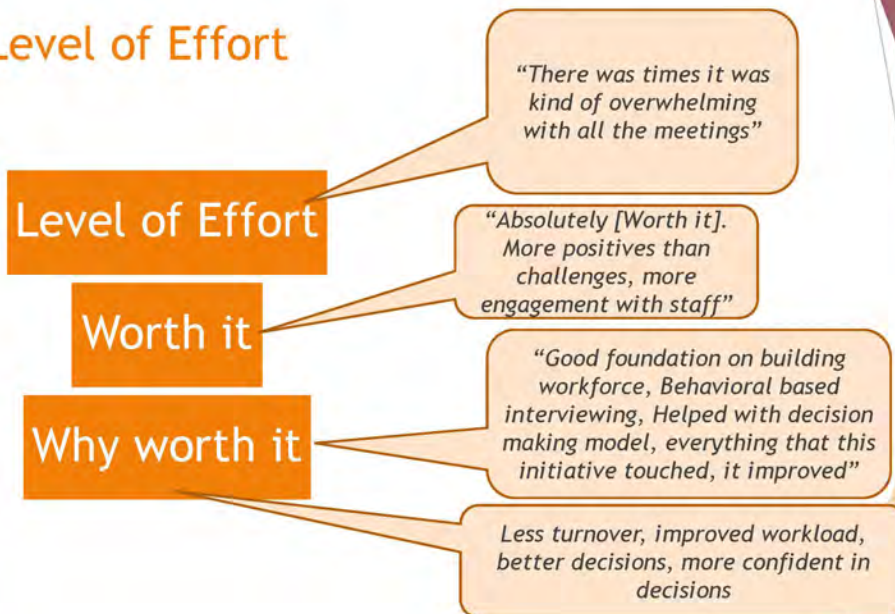 Level of Effort
“There was times it was
kind of overwhelming
with all the meetings”
Level of Effort
“Absolutely [Worth it].
More positives than
challenges, more
engagement with staff”
Worth it
“Good foundation on building
workforce, Behavioral based
interviewing, Helped with decision
making model, everything that this
initiative touched, it improved”
Why worth it
Less turnover, improved workload,
better decisions, more confident in
decisions